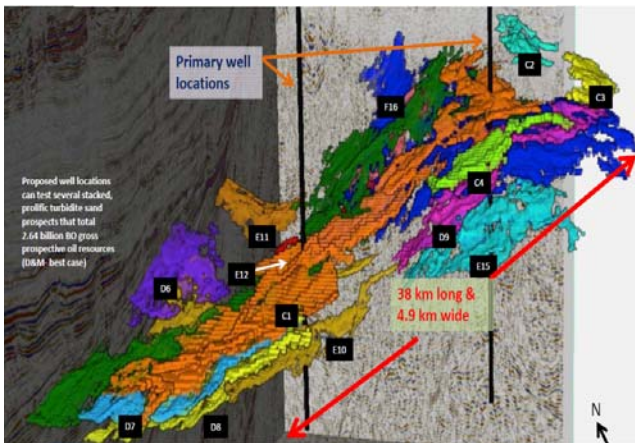 Primary well
locations
C2
C3
F16
Proposed well locations
can test several stacked,
prolific turbidite sand
prospects that total
2.64 billion BO gross
prospective oil resources
(D&M- best case)
C4
E11
D9
E12
E15
D6
38 km long &
4.9 km wide
C1
E10
N
D7
D8